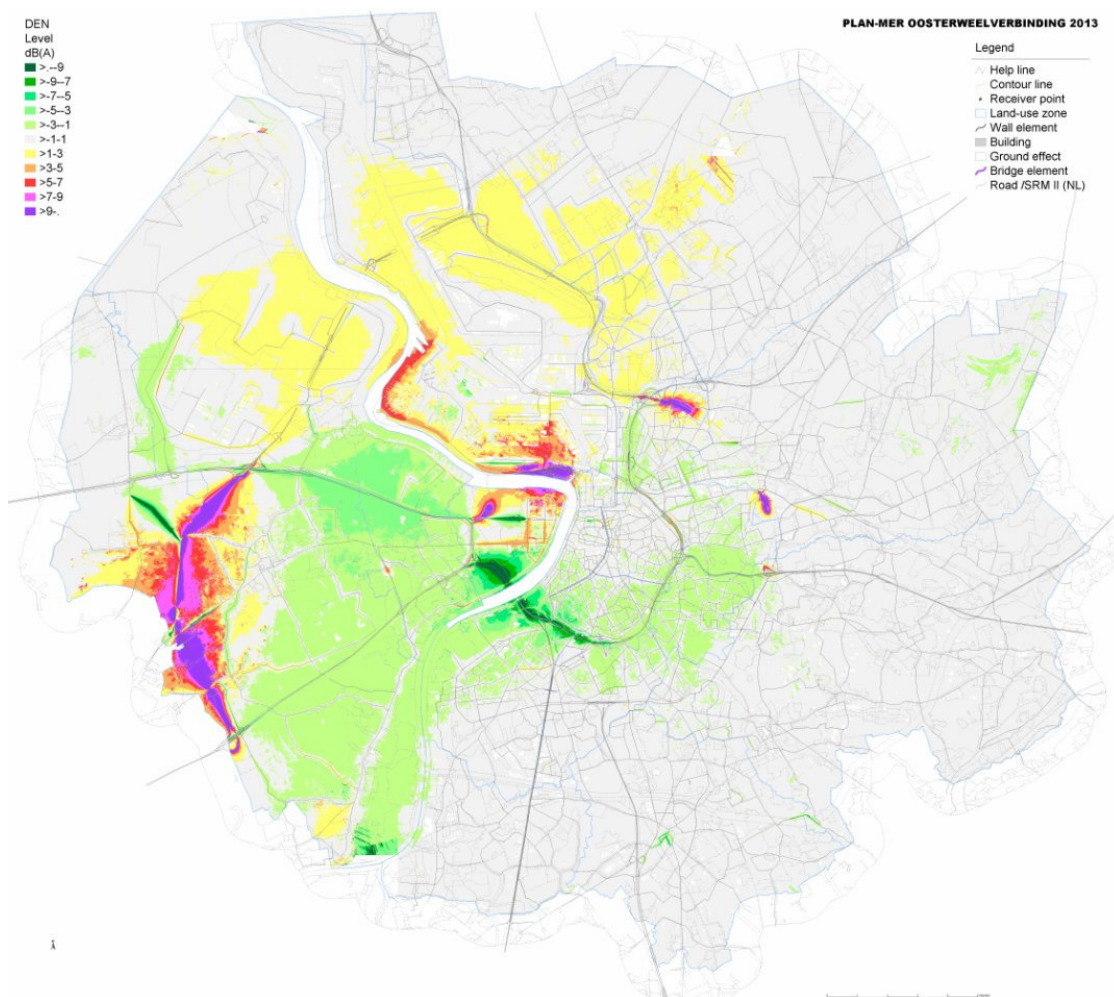 DEN
Level
dB(A)
>.--9
>-9--7
>-7--5
>-5--3
>-3--1
>-1-1
>1-3
>3-5
>5-7
>7-9
>9-.
PLAN-MER OOSTERWEELVERBINDING 2013
Legend
Help line
Contour line
Receiver point
Land-use zone
Wall element
Building
Ground effect
Bridge element
Road /SRM II (NL)